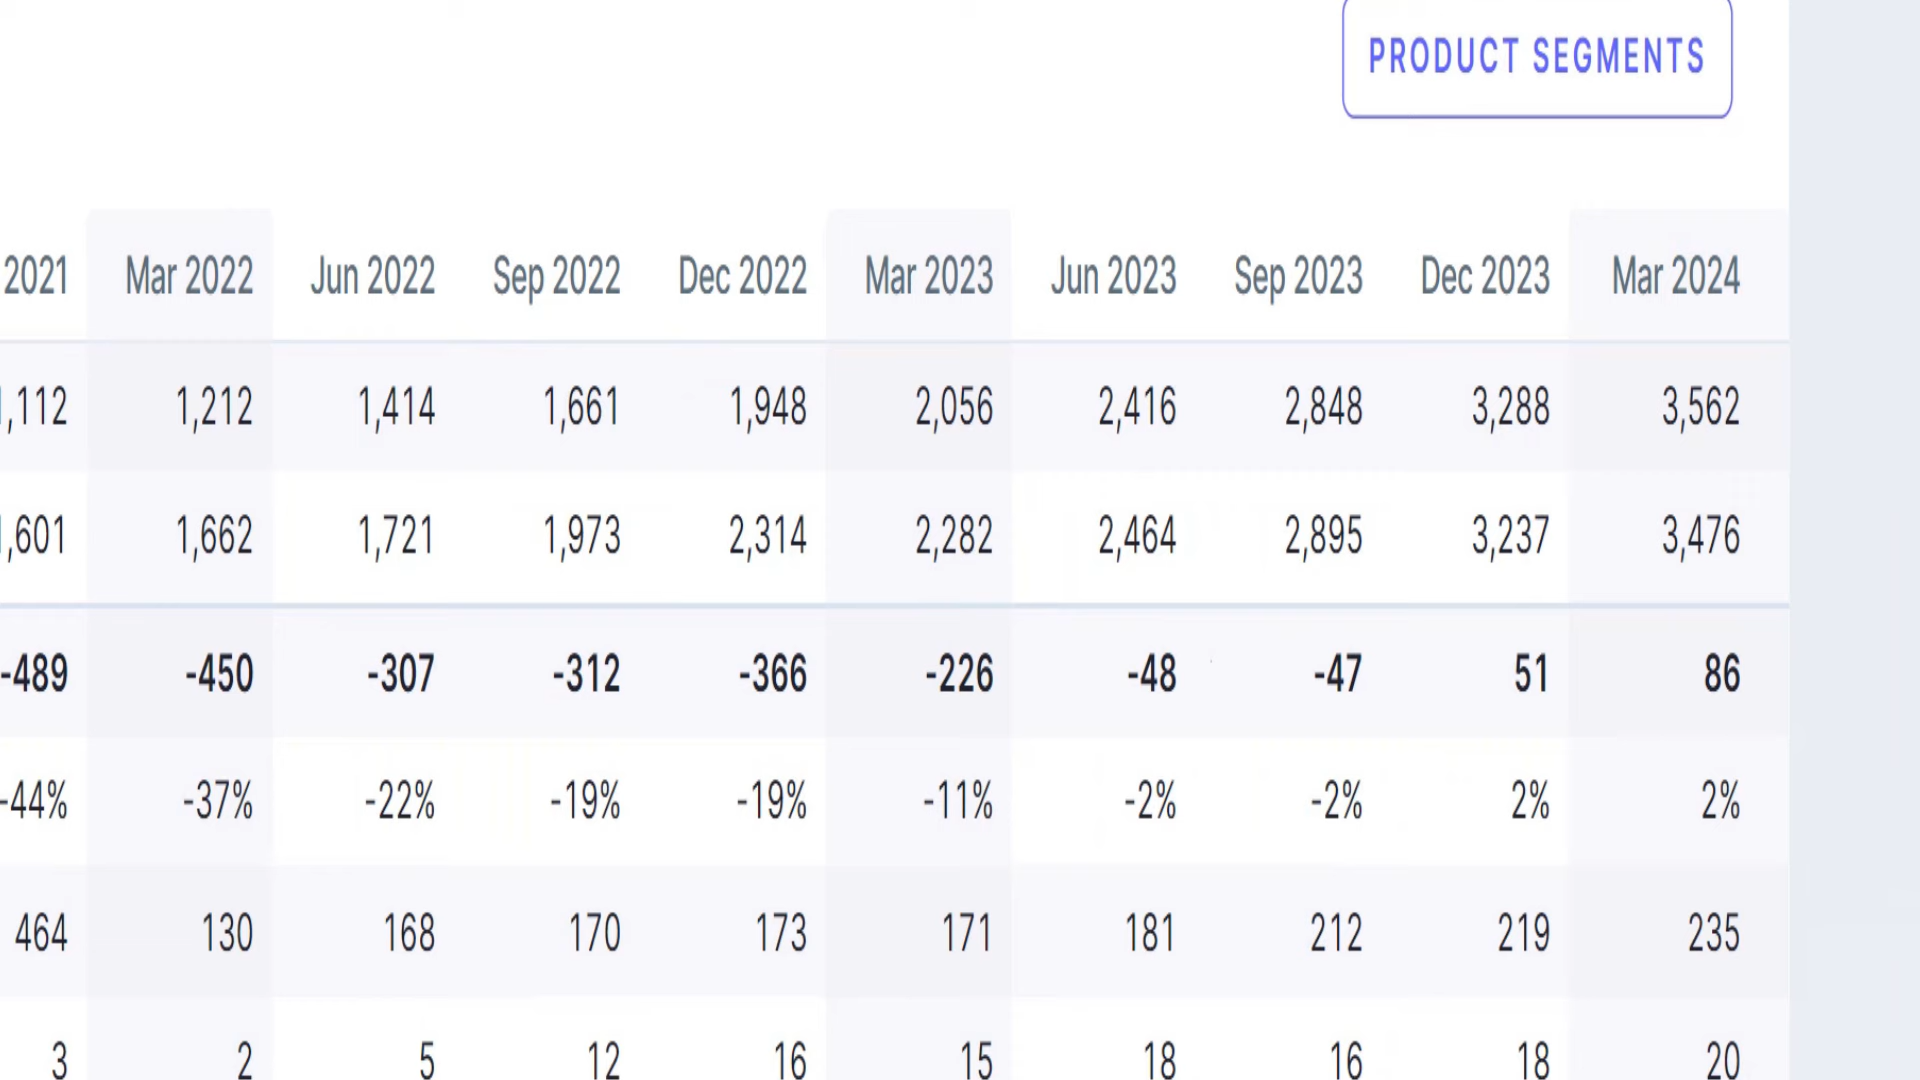 PRODUCT SEGMENTS
2021 Mar 2022 Jun 2022 Sep 2022 Dec 2022 Mar 2023 Jun 2023 Sep 2023 Dec 2023 Mar 2024
,112 1,212 1,414 1,661 1,948 2,056 2,416 2,848 3,288 3,562
,601 1,662 1,721 1,973 2,314 2,282 2,464 2,895 3,237 3,476
-489 -450 -307 -312 -366 -226 -48 -47 51 86
-44% -37% -22% -19% -19% -11% -2% -2% 2% 2%
464 130 168 170 173 171 181 212 219 235
3 2 5 12 16 15 18 16 18 20